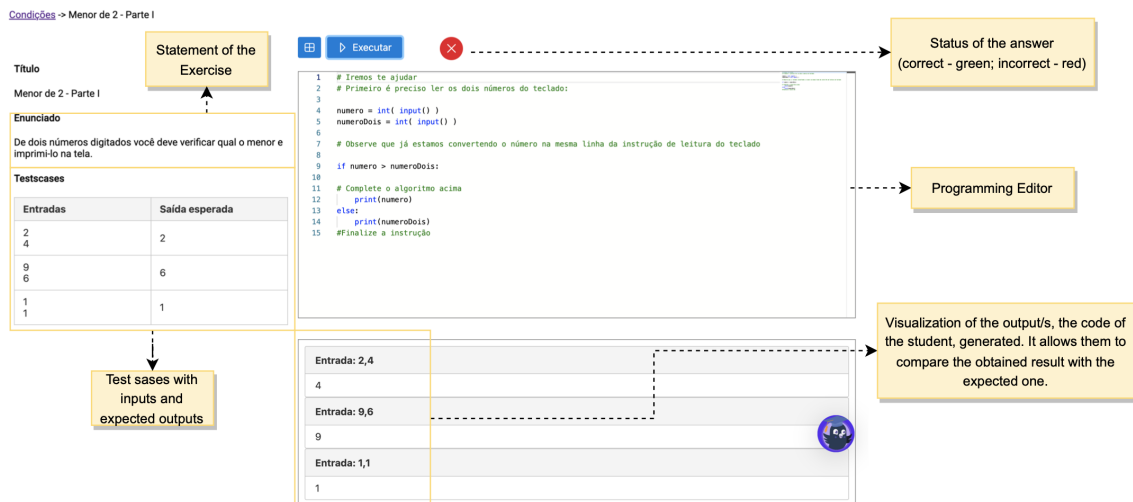 Condições -> Menor de 2 - Parte I
Statement of the
Exercise
Executar
Status of the answer
(correct - green; incorrect - red)
Título
Menor de 2 - Parte I
Enunciado
De dois números digitados você deve verificar qual o menor e
imprimí-lo na tela.
Testscases
Entradas Saída esperada
2
4
2
9
6
6
1
1
1
1 # Iremos te ajudar
2 # Primeiro é preciso ler os dois números do teclado:
3
4 numero = int( input() )
5 numeroDois = int( input() )
6
7 # Observe que já estamos convertendo o número na mesma linha da instrução de leitura do teclado
8
9 if numero > numeroDois:
10
11 # Complete o algoritmo acima
12 print(numero)
13 else:
14 print(numeroDois)
15 #Finalize a instrução
Programming Editor
Test sases with
inputs and
expected outputs
Entrada: 2,4
4
Entrada: 9,6
9
Entrada: 1,1
1
Visualization of the output/s, the code of
the student, generated. It allows them to
compare the obtained result with the
expected one.